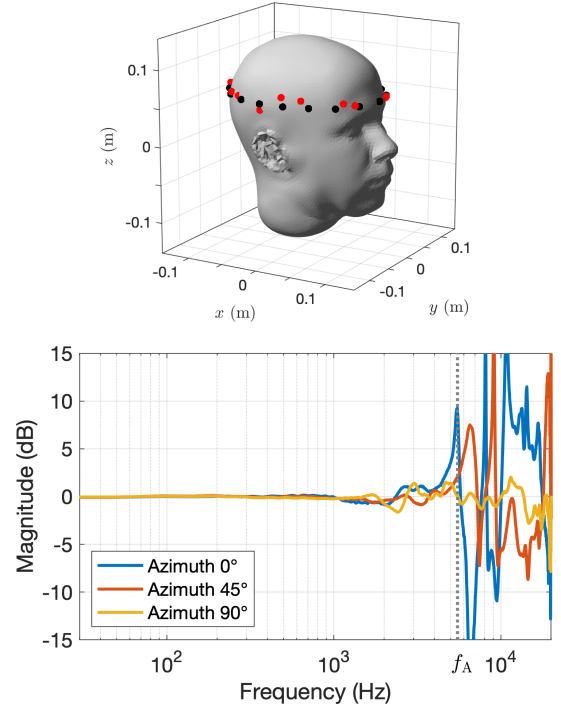 0.1
0
-0.1
z (m)
-0.1
0
0.1
x (m)
-0.1
0
0.1
y (m)
15
10
5
0
-5
-10
-15
Magnitude (dB)
Azimuth 0°
Azimuth 45°
Azimuth 90°
10²
10³
f_A
10⁴
Frequency (Hz)